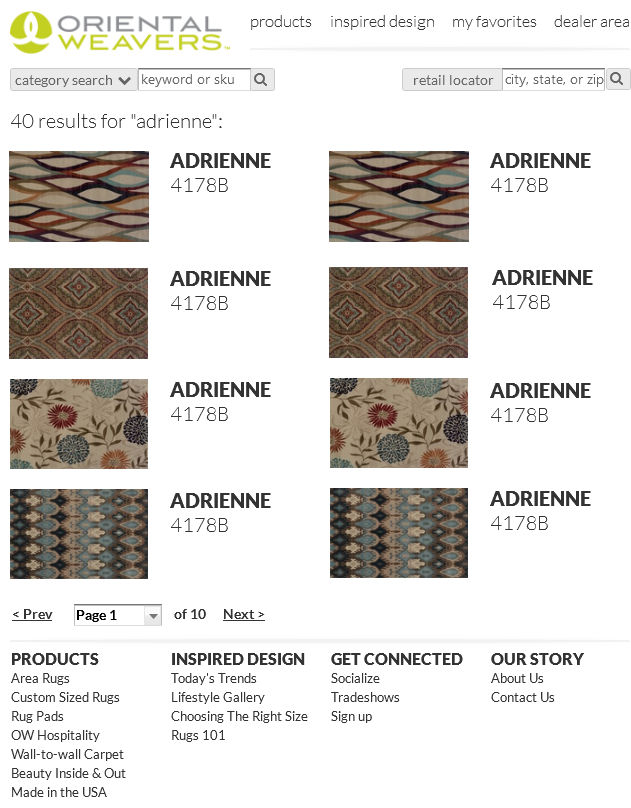 ORIENTAL
WEAVERS™
products inspired design my favorites dealer area
category search keyword or sku retail locator city, state, or zip
40 results for "adrienne":
ADRIENNE ADRIENNE
4178B 4178B
ADRIENNE ADRIENNE
4178B 4178B
ADRIENNE ADRIENNE
4178B 4178B
ADRIENNE ADRIENNE
4178B 4178B
< Prev Page 1 of 10 Next >
PRODUCTS
Area Rugs
Custom Sized Rugs
Rug Pads
OW Hospitality
Wall-to-wall Carpet
Beauty Inside & Out
Made in the USA
INSPIRED DESIGN
Today's Trends
Lifestyle Gallery
Choosing The Right Size
Rugs 101
GET CONNECTED
Socialize
Tradeshows
Sign up
OUR STORY
About Us
Contact Us